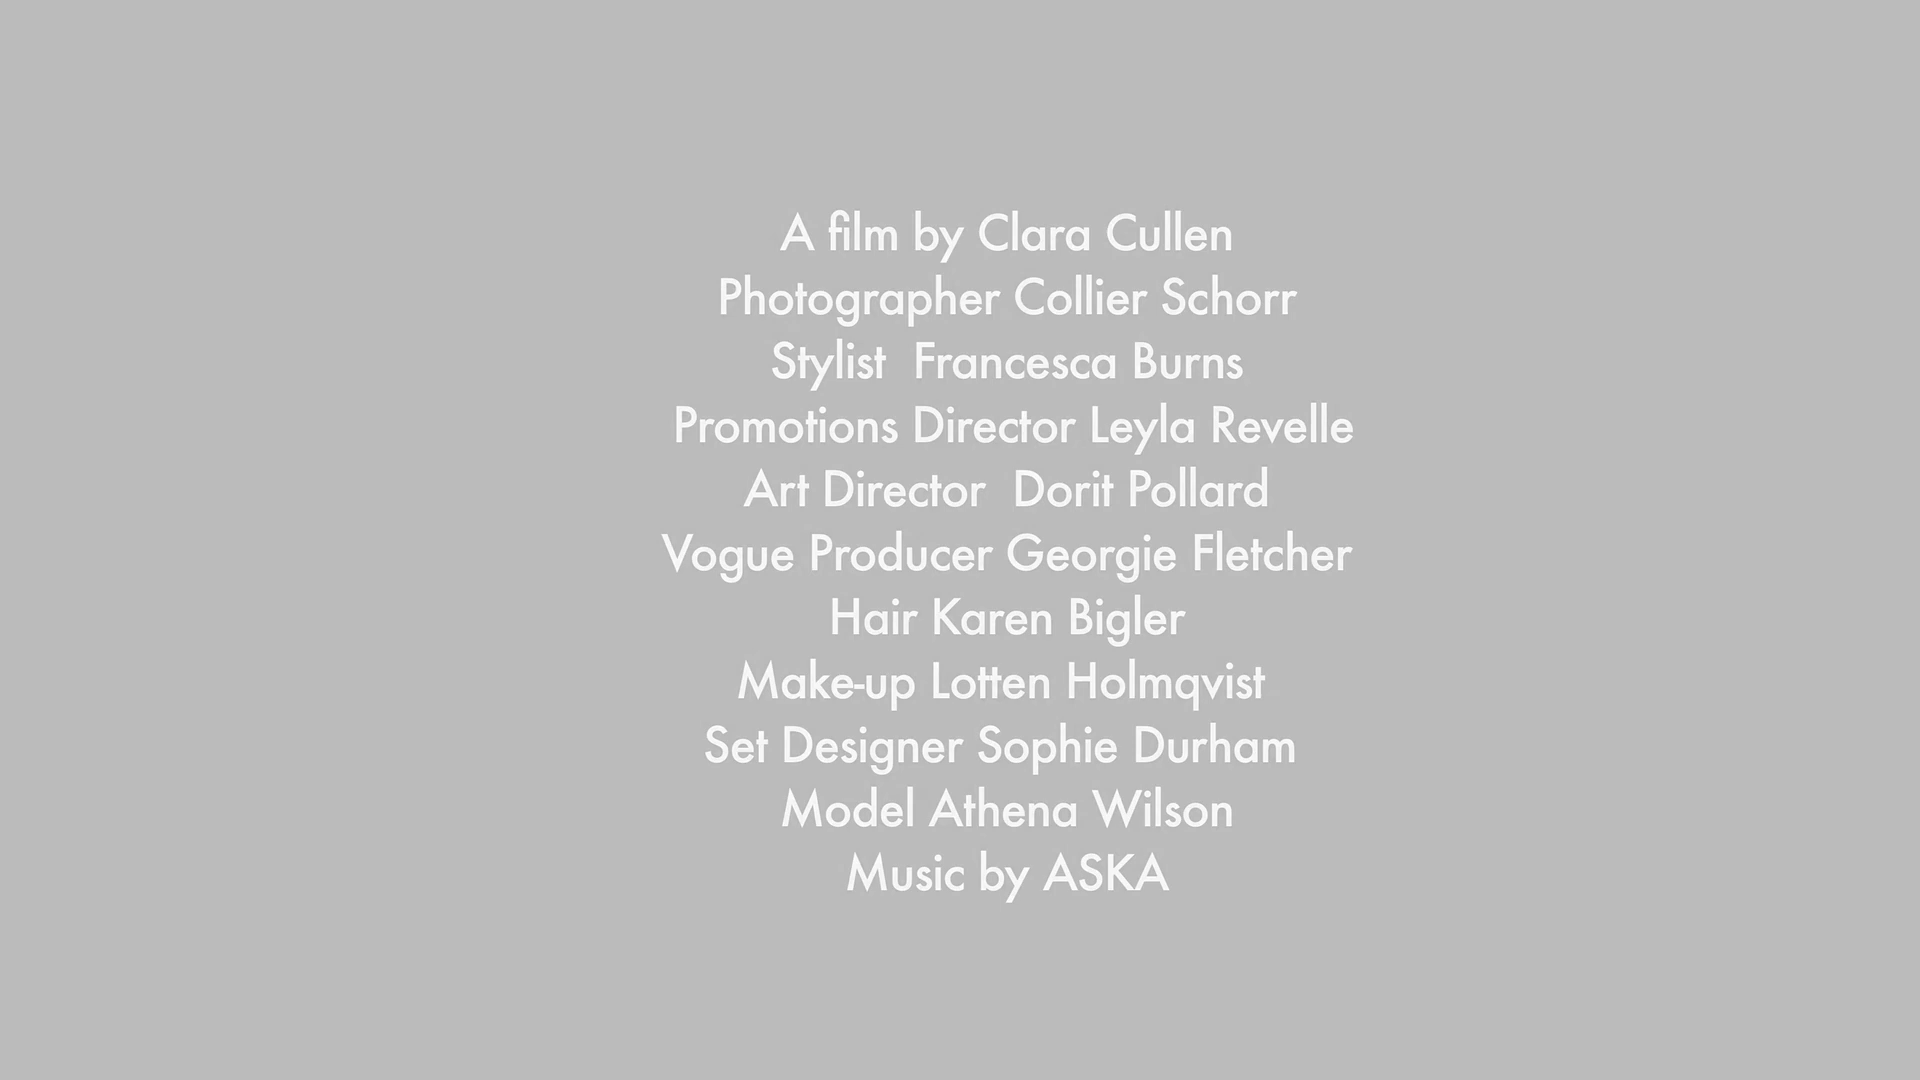 A film by Clara Cullen
Photographer Collier Schorr
Stylist  Francesca Burns
Promotions Director Leyla Revelle
Art Director  Dorit Pollard
Vogue Producer Georgie Fletcher
Hair Karen Bigler
Make-up Lotten Holmqvist
Set Designer Sophie Durham
Model Athena Wilson
Music by ASKA